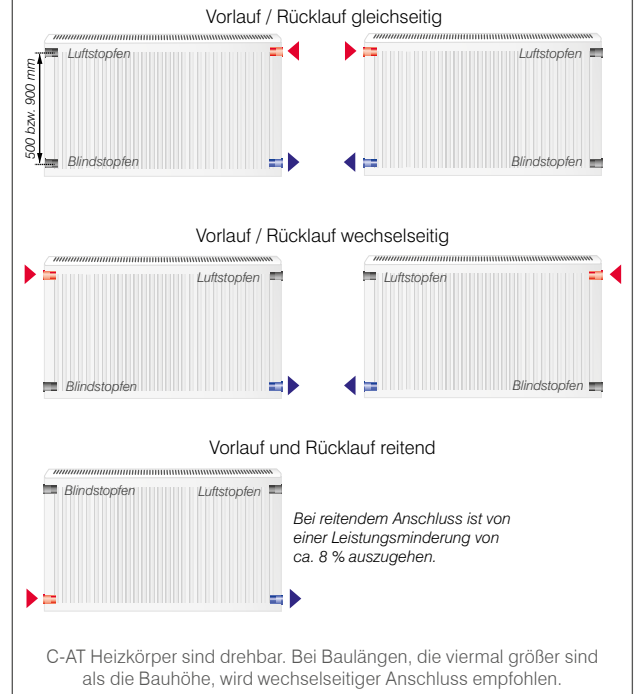 Vorlauf / Rücklauf gleichseitig
Luftstopfen
Luftstopfen
500 bzw. 900 mm
Blindstopfen
Blindstopfen
Vorlauf / Rücklauf wechselseitig
Luftstopfen
Luftstopfen
Blindstopfen
Blindstopfen
Vorlauf und Rücklauf reitend
Blindstopfen
Luftstopfen
Bei reitendem Anschluss ist von
einer Leistungsminderung von
ca. 8 % auszugehen.
C-AT Heizkörper sind drehbar. Bei Baulängen, die viermal größer sind
als die Bauhöhe, wird wechselseitiger Anschluss empfohlen.